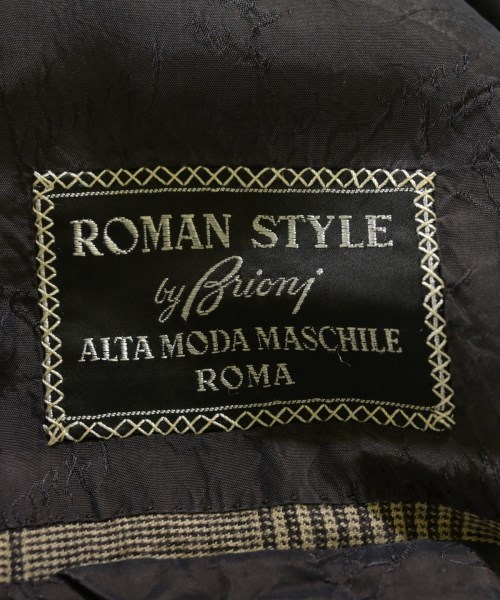 ROMAN STYLE
by Brioni
ALTA MODA MASCHILE
ROMA